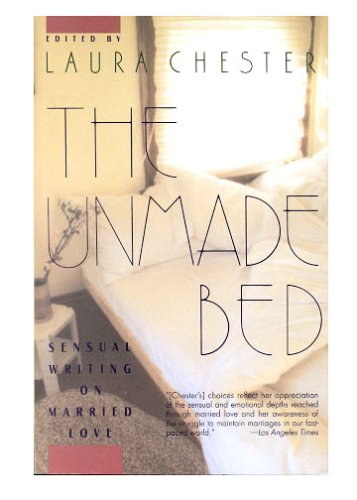 EDITED BY
LAURA CHESTER
THE
UNMADE
BED
SENSUAL
WRITING
ON
MARRIED
LOVE
"[Chester's] choices reflect her appreciation
of the sensual and emotional depths reached
through married love and her awareness of
the struggle to maintain marriages in our fast-
paced world." —Los Angeles Times